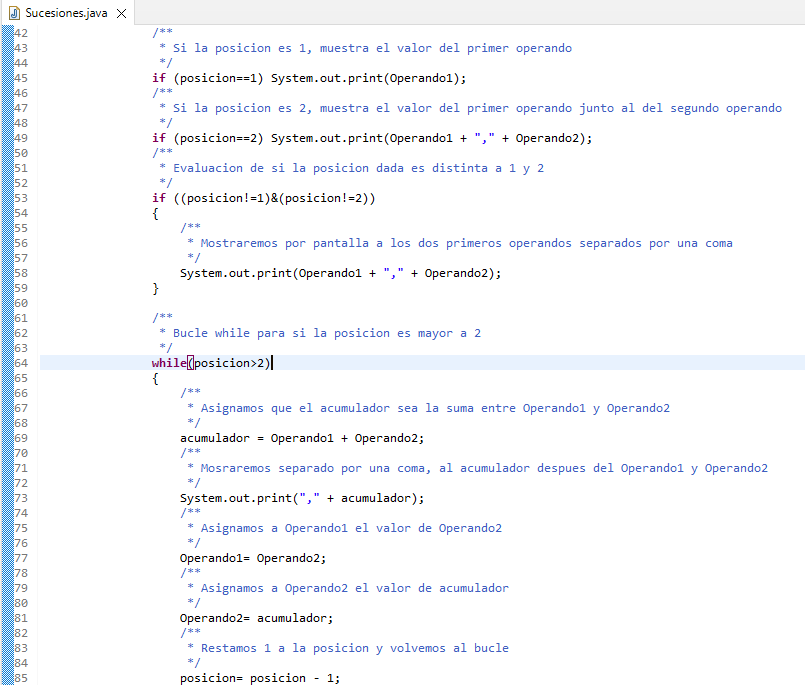 Sucesiones.java
42 /**
43 * Si la posicion es 1, muestra el valor del primer operando
44 */
45 if (posicion==1) System.out.print(Operando1);
46 /**
47 * Si la posicion es 2, muestra el valor del primer operando junto al del segundo operando
48 */
49 if (posicion==2) System.out.print(Operando1 + "," + Operando2);
50 /**
51 * Evaluacion de si la posicion dada es distinta a 1 y 2
52 */
53 if ((posicion!=1)&(posicion!=2))
54 {
55 /**
56 * Mostraremos por pantalla a los dos primeros operandos separados por una coma
57 */
58 System.out.print(Operando1 + "," + Operando2);
59 }
60
61 /**
62 * Bucle while para si la posicion es mayor a 2
63 */
64 while(posicion>2)
65 {
66 /**
67 * Asignamos que el acumulador sea la suma entre Operando1 y Operando2
68 */
69 acumulador = Operando1 + Operando2;
70 /**
71 * Mosraremos separado por una coma, al acumulador despues del Operando1 y Operando2
72 */
73 System.out.print("," + acumulador);
74 /**
75 * Asignamos a Operando1 el valor de Operando2
76 */
77 Operando1= Operando2;
78 /**
79 * Asignamos a Operando2 el valor de acumulador
80 */
81 Operando2= acumulador;
82 /**
83 * Restamos 1 a la posicion y volvemos al bucle
84 */
85 posicion= posicion - 1;